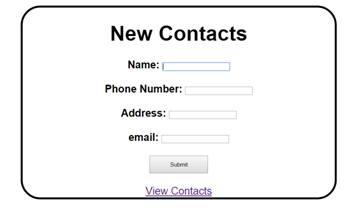 New Contacts
Name:
Phone Number:
Address:
email:
Submit
View Contacts